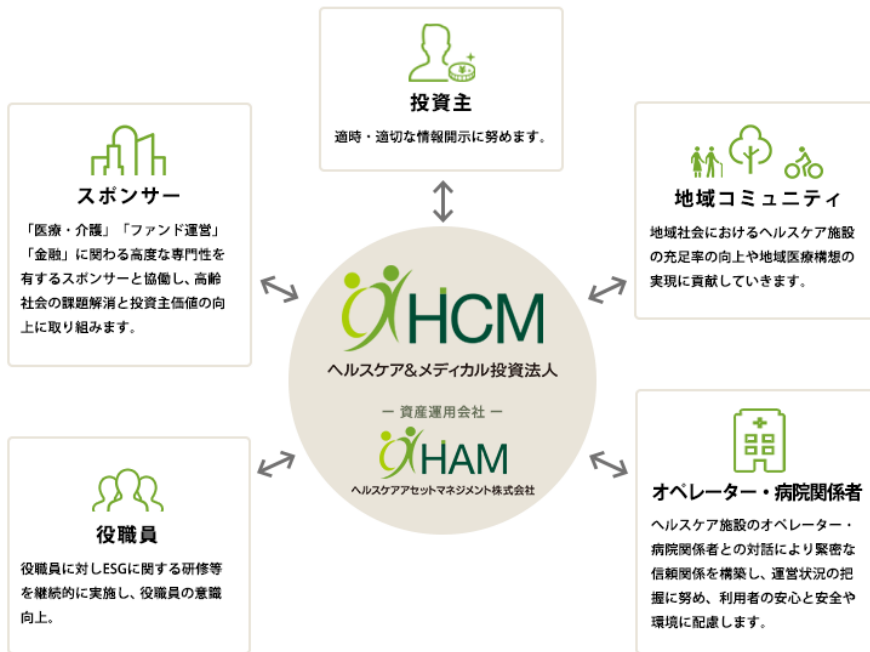 投資主
適時・適切な情報開示に努めます。
スポンサー
「医療・介護」「ファンド運営」
「金融」に関わる高度な専門性を
有するスポンサーと協働し、高齢
社会の課題解消と投資主価値の向
上に取り組みます。
地域コミュニティ
地域社会におけるヘルスケア施設
の充足率の向上や地域医療構想の
実現に貢献していきます。
HCM
ヘルスケア&メディカル投資法人
ー 資産運用会社 ー
HAM
ヘルスケアアセットマネジメント株式会社
役職員
役職員に対しESGに関する研修等
を継続的に実施し、役職員の意識
向上。
オペレーター・病院関係者
ヘルスケア施設のオペレーター・
病院関係者との対話により緊密な
信頼関係を構築し、運営状況の把
握に努め、利用者の安心と安全や
環境に配慮します。